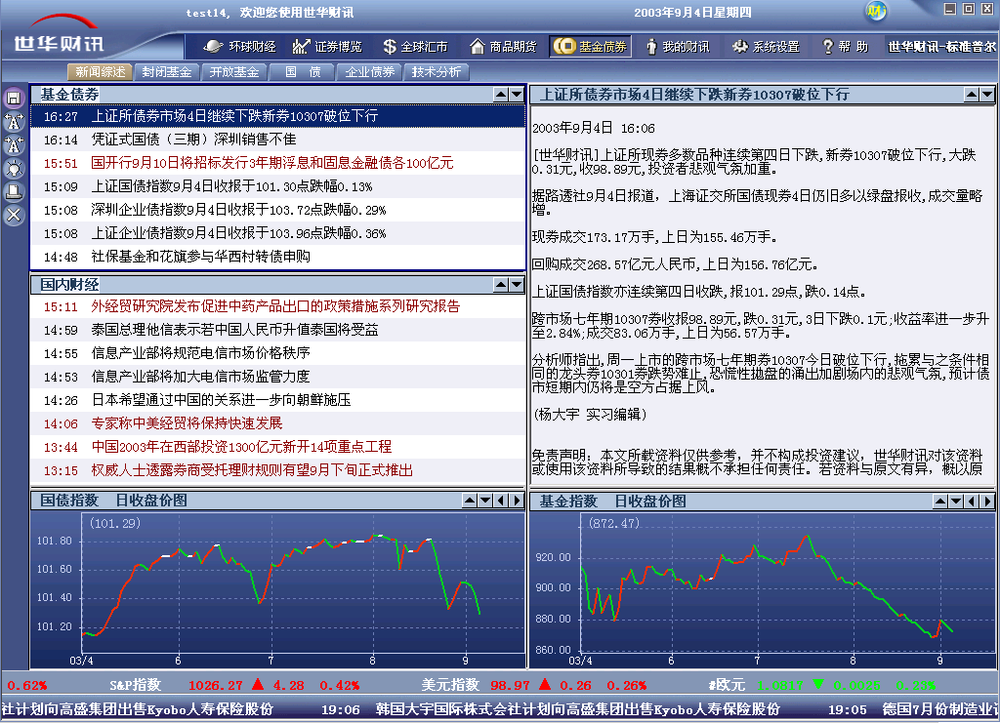 test14, 欢迎您使用世华财讯
2003年9月4日星期四
财
世华财讯
环球财经
证券博览
全球汇市
商品期货
基金债券
我的财讯
系统设置
帮 助
世华财讯-标准普尔
新闻综述
封闭基金
开放基金
国 债
企业债券
技术分析
基金债券
16:27 上证所债券市场4日继续下跌新券10307破位下行
16:14 凭证式国债（三期）深圳销售不佳
15:51 国开行9月10日将招标发行3年期浮息和固息金融债各100亿元
15:09 上证国债指数9月4日收报于101.30点跌幅0.13%
15:08 深圳企业债指数9月4日收报于103.72点跌幅0.29%
15:08 上证企业债指数9月4日收报于103.96点跌幅0.36%
14:48 社保基金和花旗参与华西村转债申购
国内财经
15:11 外经贸研究院发布促进中药产品出口的政策措施系列研究报告
14:59 泰国总理他信表示若中国人民币升值泰国将受益
14:55 信息产业部将规范电信市场价格秩序
14:53 信息产业部将加大电信市场监管力度
14:26 日本希望通过中国的关系进一步向朝鲜施压
14:06 专家称中美经贸将保持快速发展
13:44 中国2003年在西部投资1300亿元新开14项重点工程
13:15 权威人士透露券商受托理财规则有望9月下旬正式推出
上证所债券市场4日继续下跌新券10307破位下行
2003年9月4日 16:06
[世华财讯]上证所现券多数品种连续第四日下跌,新券10307破位下行,大跌
0.31元,收98.89元,投资者悲观气氛加重。
据路透社9月4日报道, 上海证交所国债现券4日仍旧多以绿盘报收,成交量略
增。
现券成交173.17万手,上日为155.46万手。
回购成交268.57亿元人民币,上日为156.76亿元。
上证国债指数亦连续第四日收跌,报101.29点,跌0.14点。
跨市场七年期10307券收报98.89元,跌0.31元,3日下跌0.1元;收益率进一步升
至2.84%;成交83.06万手,上日为56.57万手。
分析师指出,周一上市的跨市场七年期券10307今日破位下行,拖累与之条件相
同的龙头券10301券跌势难止,恐慌性抛盘的涌出加剧场内的悲观气氛,预计债
市短期内仍将是空方占据上风。
(杨大宇 实习编辑)
免责声明：本文所载资料仅供参考，并不构成投资建议，世华财讯对该资料
或使用该资料所导致的结果概不承担任何责任。若资料与原文有异，概以原
国债指数 日收盘价图
(101.29)
101.80
101.60
101.40
101.20
03/4 6 7 8 9
基金指数 日收盘价图
(872.47)
920.00
900.00
880.00
860.00
03/4 6 7 8 9
0.62% S&P指数 1026.27 ▲ 4.28 0.42% 美元指数 98.97 ▲ 0.26 0.26% #欧元
社计划向高盛集团出售Kyobo人寿保险股份 19:06 韩国大宇国际株式会社计划向高盛集团出售Kyobo人寿保险股份 19:05 德国7月份制造业